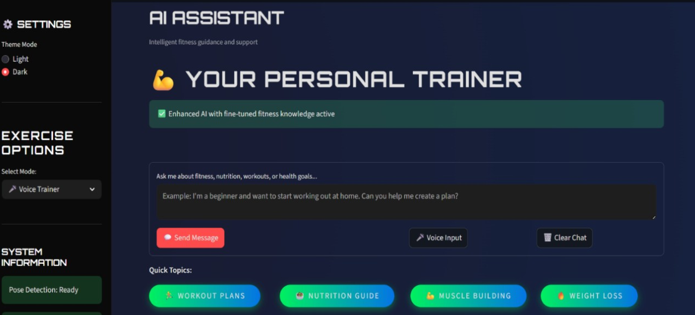 SETTINGS
Theme Mode
Light
Dark
EXERCISE
OPTIONS
Select Mode:
Voice Trainer
SYSTEM
INFORMATION
Pose Detection: Ready
AI ASSISTANT
Intelligent fitness guidance and support
YOUR PERSONAL TRAINER
Enhanced AI with fine-tuned fitness knowledge active
Ask me about fitness, nutrition, workouts, or health goals...
Example: I'm a beginner and want to start working out at home. Can you help me create a plan?
Send Message
Voice Input
Clear Chat
Quick Topics:
WORKOUT PLANS
NUTRITION GUIDE
MUSCLE BUILDING
WEIGHT LOSS